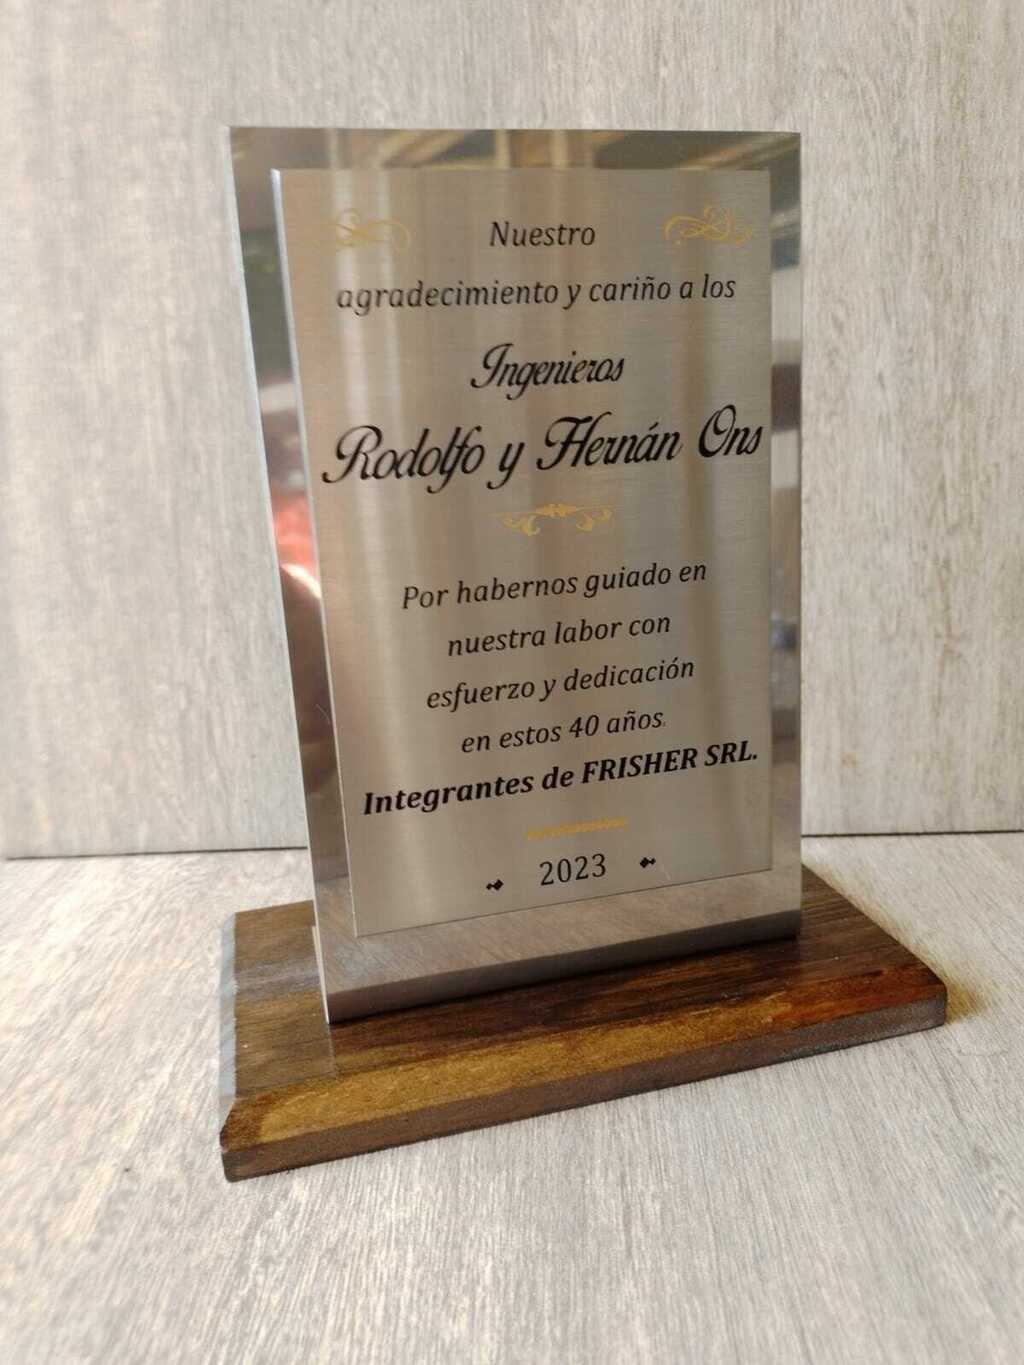 Nuestro
agradecimiento y cariño a los
Ingenieros
Rodolfo y Hernán Ons
Por habernos guiado en
nuestra labor con
esfuerzo y dedicación
en estos 40 años.
Integrantes de FRISHER SRL.
2023